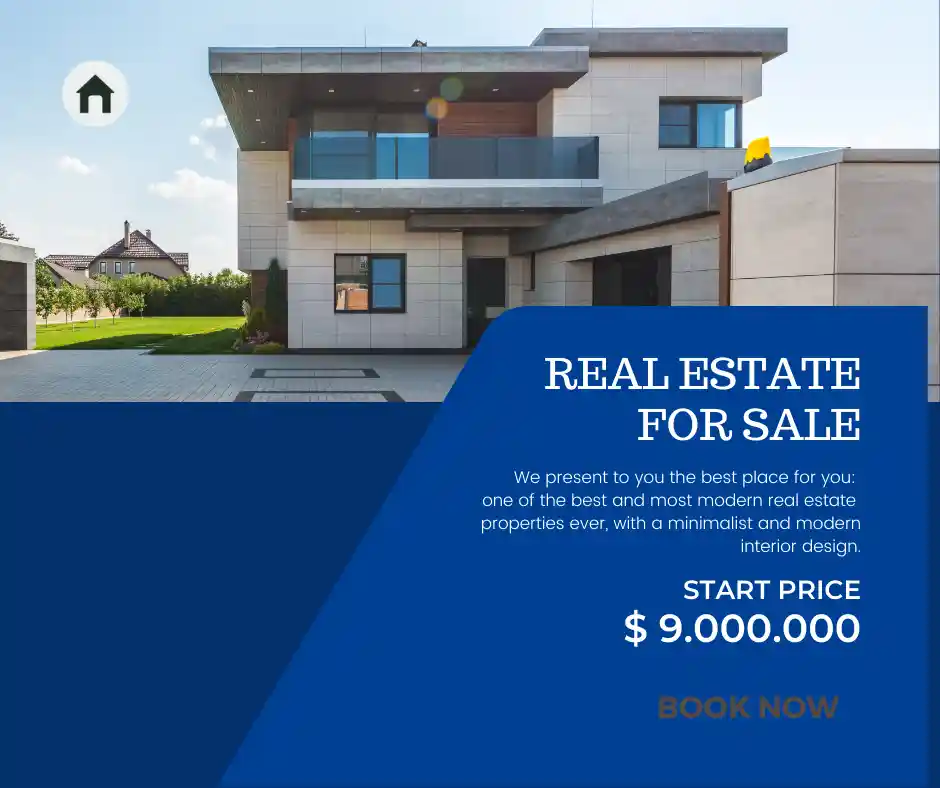 REAL ESTATE
FOR SALE
We present to you the best place for you:
one of the best and most modern real estate
properties ever, with a minimalist and modern
interior design.
START PRICE
$ 9.000.000
BOOK NOW